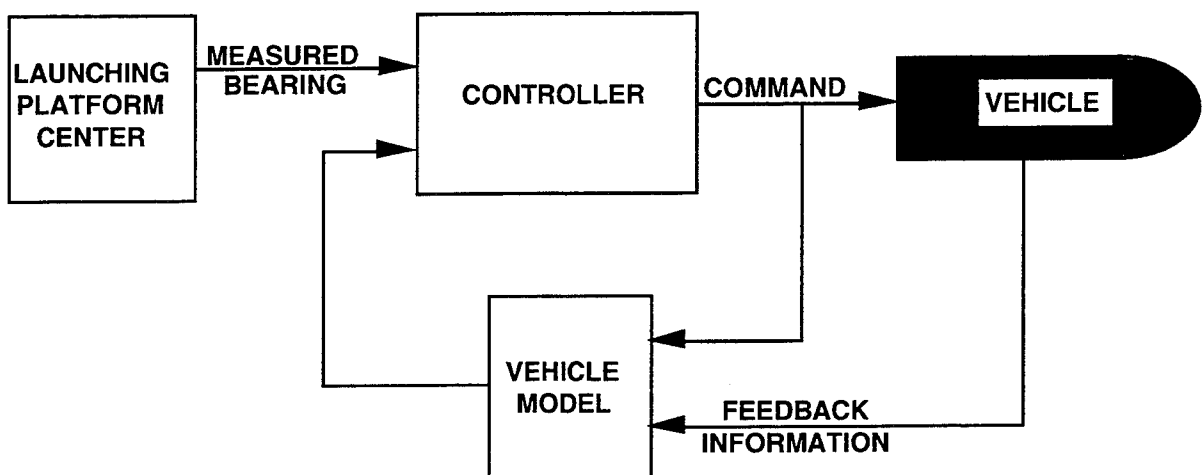 LAUNCHING
PLATFORM
CENTER
MEASURED
BEARING
CONTROLLER
COMMAND
VEHICLE
VEHICLE
MODEL
FEEDBACK
INFORMATION